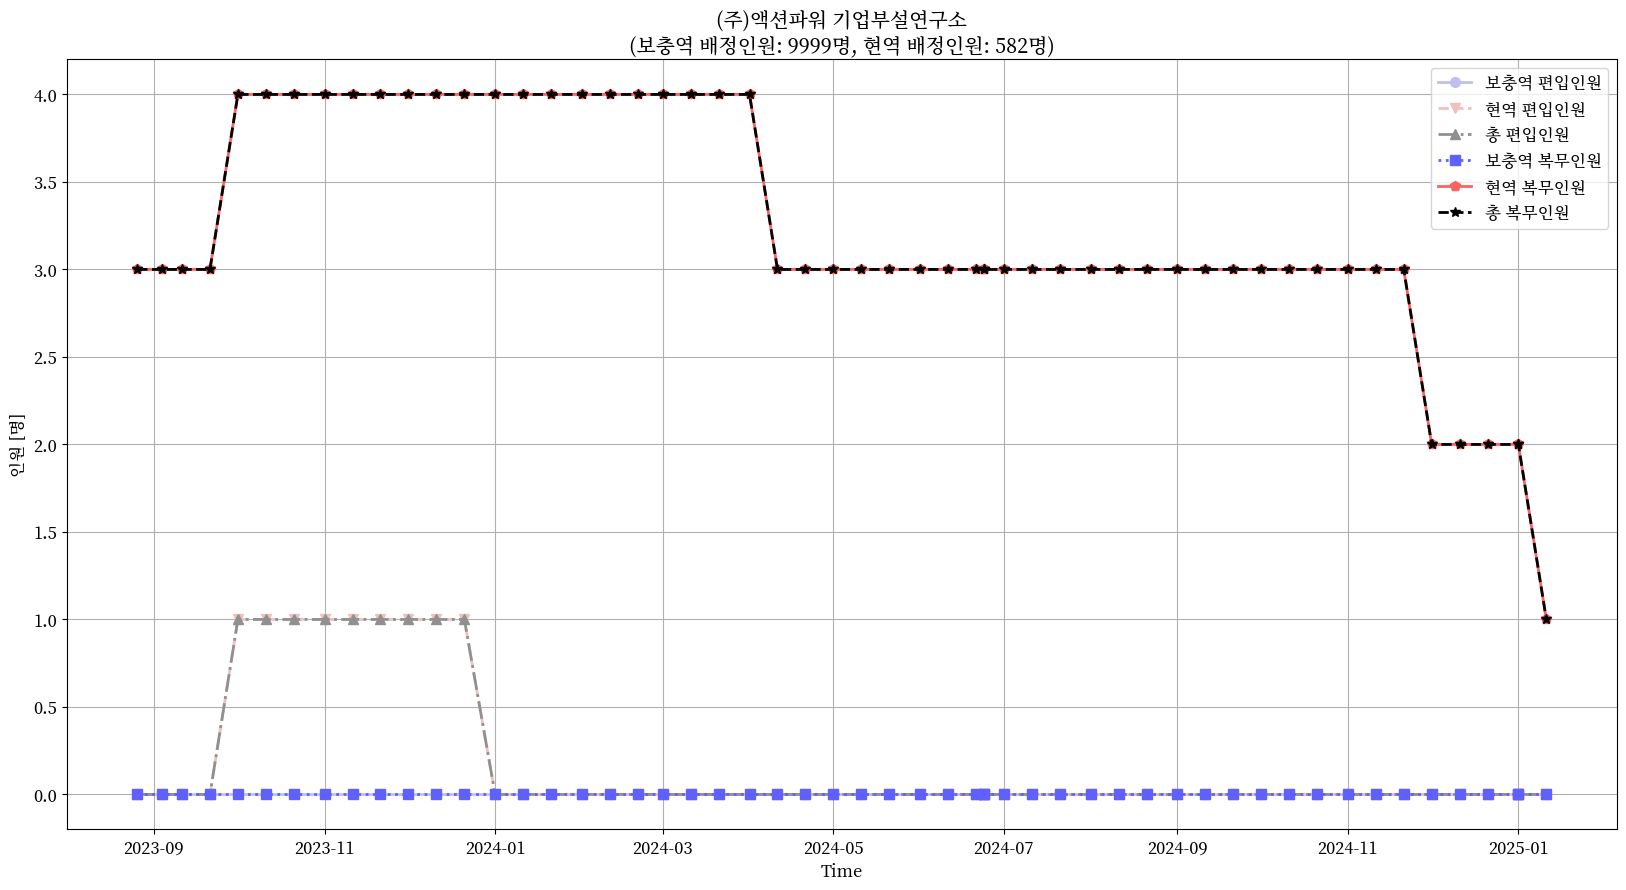 (주)액션파워 기업부설연구소
(보충역 배정인원: 9999명, 현역 배정인원: 582명)
보충역 편입인원
현역 편입인원
총 편입인원
보충역 복무인원
현역 복무인원
총 복무인원
4.0
3.5
3.0
2.5
2.0
1.5
1.0
0.5
0.0
인원 [명]
2023-09 2023-11 2024-01 2024-03 2024-05 2024-07 2024-09 2024-11 2025-01
Time